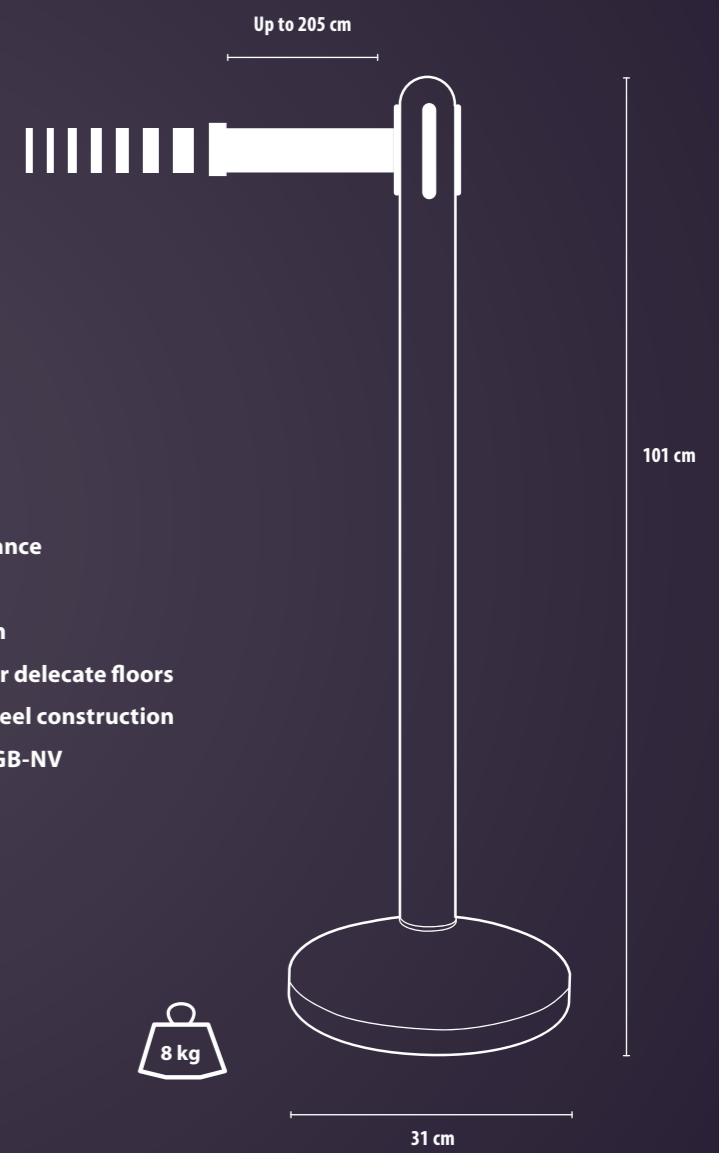 Up to 205 cm
101 cm
ance
n
r delecate floors
eel construction
GB-NV
8 kg
31 cm